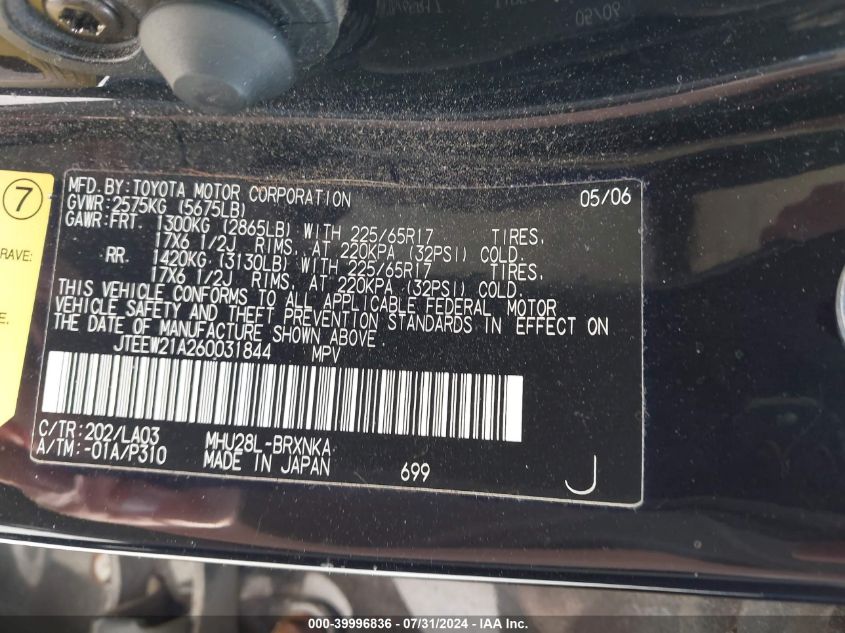 05/06
7
RAVE:
E.
MFD. BY: TOYOTA MOTOR CORPORATION 05/06
GVWR: 2575KG (5675LB)
GAWR: FRT. 1300KG (2865LB) WITH 225/65R17 TIRES.
17X6 1/2J RIMS. AT 220KPA (32PSI) COLD.
RR. 1420KG (3130LB) WITH 225/65R17 TIRES.
17X6 1/2J RIMS. AT 220KPA (32PSI) COLD.
THIS VEHICLE CONFORMS TO ALL APPLICABLE FEDERAL MOTOR
VEHICLE SAFETY AND THEFT PREVENTION STANDARDS IN EFFECT ON
THE DATE OF MANUFACTURE SHOWN ABOVE.
JTEEW21A260031844 MPV
C/TR: 202/LA03 MHU28L-BRXNKA
A/TM: -01A/P310 MADE IN JAPAN 699 J
000-39996836 - 07/31/2024 - IAA Inc.